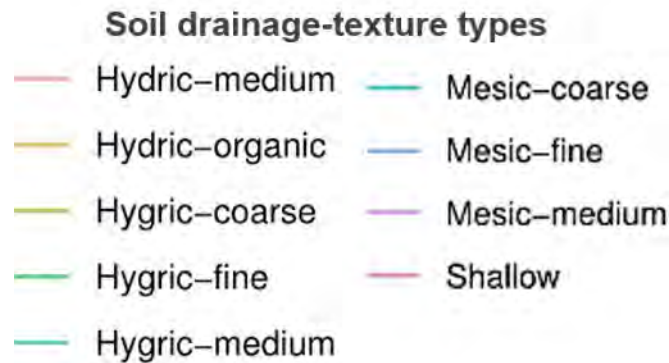 Soil drainage-texture types
Hydric–medium
Hydric–organic
Hygric–coarse
Hygric–fine
Hygric–medium
Mesic–coarse
Mesic–fine
Mesic–medium
Shallow